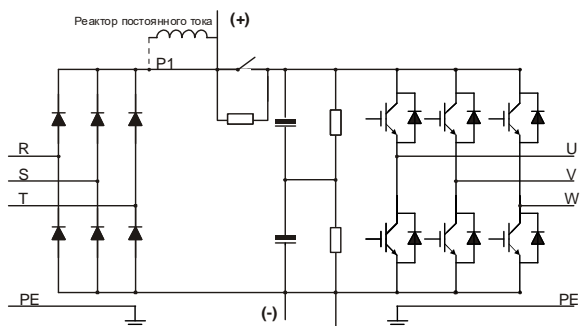 Реактор постоянного тока
(+)
P1
R
S
T
U
V
W
PE
(-)
PE